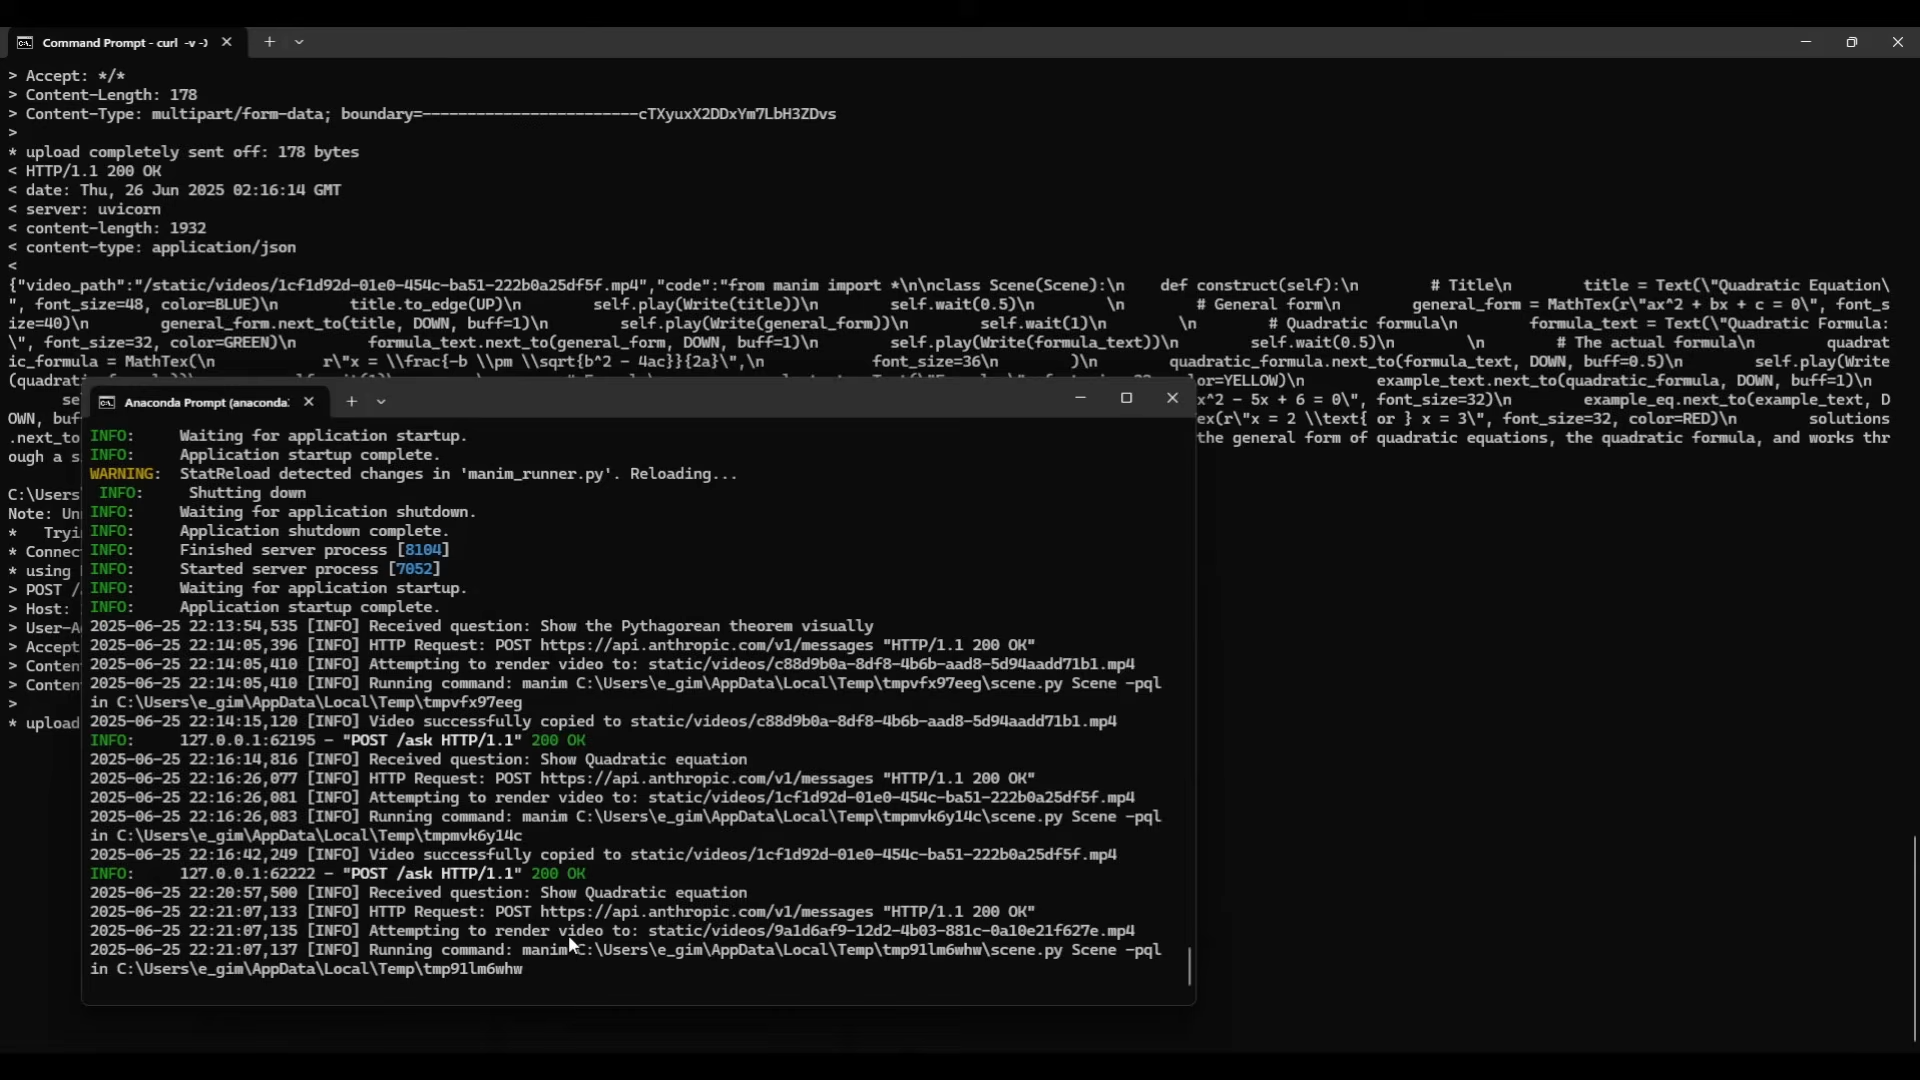 Command Prompt - curl  -v -X
> Accept: */*
> Content-Length: 178
> Content-Type: multipart/form-data; boundary=------------------------cTXyuxX2DDxYm7LbH3ZDvs
>
* upload completely sent off: 178 bytes
< HTTP/1.1 200 OK
< date: Thu, 26 Jun 2025 02:16:14 GMT
< server: uvicorn
< content-length: 1932
< content-type: application/json
<
{"video_path":"/static/videos/1cf1d92d-01e0-454c-ba51-222b0a25df5f.mp4","code":"from manim import *\n\nclass Scene(Scene):\n    def construct(self):\n        # Title\n        title = Text(\"Quadratic Equation\
", font_size=48, color=BLUE)\n        title.to_edge(UP)\n        self.play(Write(title))\n        self.wait(0.5)\n        \n        # General form\n        general_form = MathTex(r\"ax^2 + bx + c = 0\", font_s
ize=40)\n        general_form.next_to(title, DOWN, buff=1)\n        self.play(Write(general_form))\n        self.wait(1)\n        \n        # Quadratic formula\n        formula_text = Text(\"Quadratic Formula:
\", font_size=32, color=GREEN)\n        formula_text.next_to(general_form, DOWN, buff=1)\n        self.play(Write(formula_text))\n        self.wait(0.5)\n        \n        # The actual formula\n        quadrat
ic_formula = MathTex(\n            r\"x = \\frac{-b \\pm \\sqrt{b^2 - 4ac}}{2a}\",\n            font_size=36\n        )\n        quadratic_formula.next_to(formula_text, DOWN, buff=0.5)\n        self.play(Write
(quadrati lor=YELLOW)\n        example_text.next_to(quadratic_formula, DOWN, buff=1)\n
se x^2 - 5x + 6 = 0\", font_size=32)\n        example_eq.next_to(example_text, D
OWN, buf ex(r\"x = 2 \\text{ or } x = 3\", font_size=32, color=RED)\n        solutions
.next_to the general form of quadratic equations, the quadratic formula, and works thr
ough a s
C:\Users
Note: Un
*   Tryi
* Connec
* using
> POST /
> Host:
> User-A
> Accept
> Conten
> Conten
>
* upload
Anaconda Prompt (anaconda
INFO:     Waiting for application startup.
INFO:     Application startup complete.
WARNING:  StatReload detected changes in 'manim_runner.py'. Reloading...
INFO:     Shutting down
INFO:     Waiting for application shutdown.
INFO:     Application shutdown complete.
INFO:     Finished server process [8104]
INFO:     Started server process [7052]
INFO:     Waiting for application startup.
INFO:     Application startup complete.
2025-06-25 22:13:54,535 [INFO] Received question: Show the Pythagorean theorem visually
2025-06-25 22:14:05,396 [INFO] HTTP Request: POST https://api.anthropic.com/v1/messages "HTTP/1.1 200 OK"
2025-06-25 22:14:05,410 [INFO] Attempting to render video to: static/videos/c88d9b0a-8df8-4b6b-aad8-5d94aadd71b1.mp4
2025-06-25 22:14:05,410 [INFO] Running command: manim C:\Users\e_gim\AppData\Local\Temp\tmpvfx97eeg\scene.py Scene -pql
in C:\Users\e_gim\AppData\Local\Temp\tmpvfx97eeg
2025-06-25 22:14:15,120 [INFO] Video successfully copied to static/videos/c88d9b0a-8df8-4b6b-aad8-5d94aadd71b1.mp4
INFO:     127.0.0.1:62195 - "POST /ask HTTP/1.1" 200 OK
2025-06-25 22:16:14,816 [INFO] Received question: Show Quadratic equation
2025-06-25 22:16:26,077 [INFO] HTTP Request: POST https://api.anthropic.com/v1/messages "HTTP/1.1 200 OK"
2025-06-25 22:16:26,081 [INFO] Attempting to render video to: static/videos/1cf1d92d-01e0-454c-ba51-222b0a25df5f.mp4
2025-06-25 22:16:26,083 [INFO] Running command: manim C:\Users\e_gim\AppData\Local\Temp\tmpmvk6y14c\scene.py Scene -pql
in C:\Users\e_gim\AppData\Local\Temp\tmpmvk6y14c
2025-06-25 22:16:42,249 [INFO] Video successfully copied to static/videos/1cf1d92d-01e0-454c-ba51-222b0a25df5f.mp4
INFO:     127.0.0.1:62222 - "POST /ask HTTP/1.1" 200 OK
2025-06-25 22:20:57,500 [INFO] Received question: Show Quadratic equation
2025-06-25 22:21:07,133 [INFO] HTTP Request: POST https://api.anthropic.com/v1/messages "HTTP/1.1 200 OK"
2025-06-25 22:21:07,135 [INFO] Attempting to render video to: static/videos/9a1d6af9-12d2-4b03-881c-0a10e21f627e.mp4
2025-06-25 22:21:07,137 [INFO] Running command: manim C:\Users\e_gim\AppData\Local\Temp\tmp91lm6whw\scene.py Scene -pql
in C:\Users\e_gim\AppData\Local\Temp\tmp91lm6whw